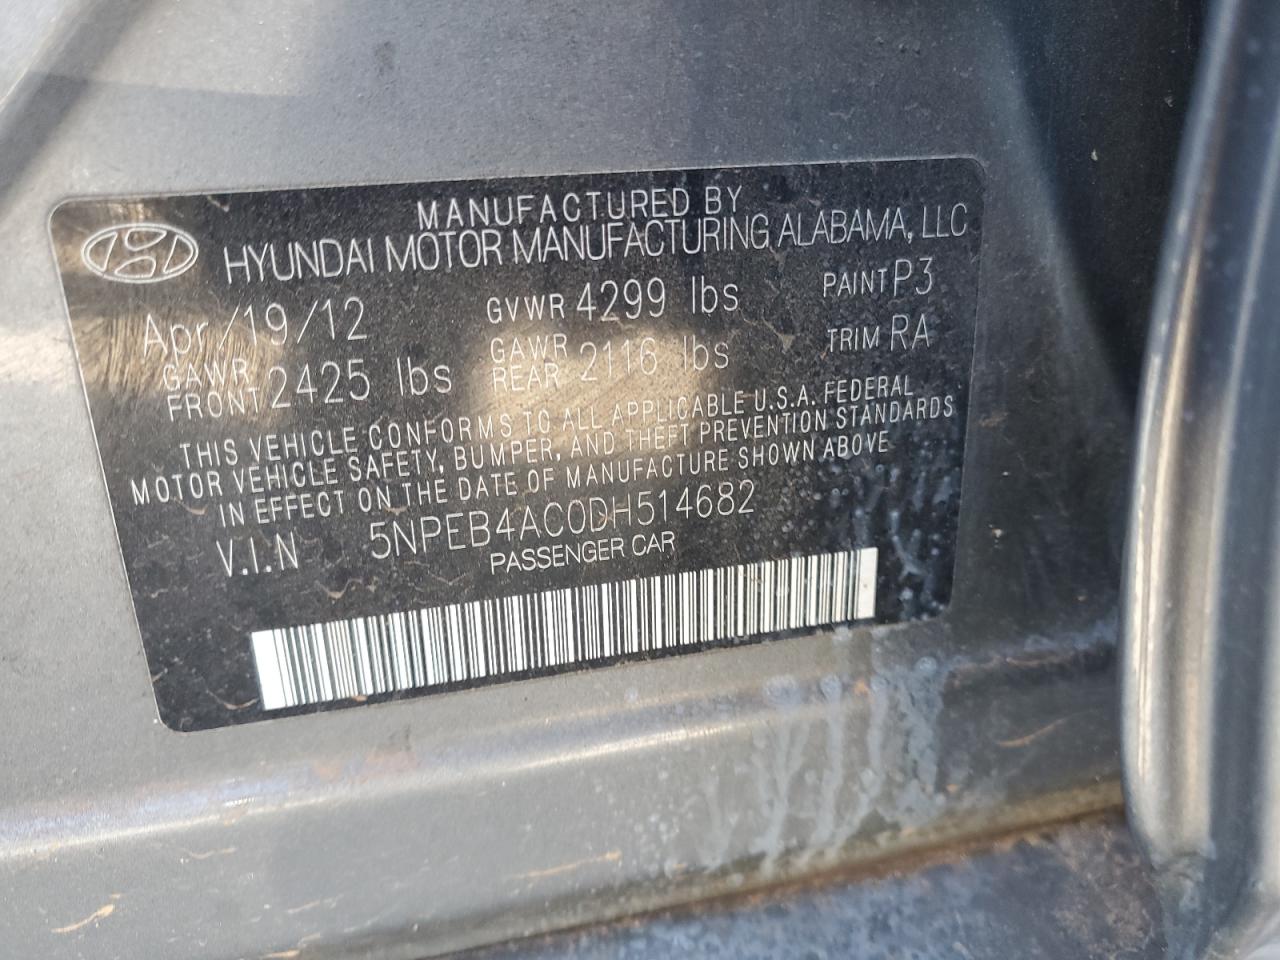 MANUFACTURED BY
HYUNDAI MOTOR MANUFACTURING ALABAMA, LLC
Apr/19/12 GVWR 4299 lbs PAINT P3
GAWR FRONT 2425 lbs GAWR REAR 2116 lbs TRIM RA
THIS VEHICLE CONFORMS TO ALL APPLICABLE U.S.A. FEDERAL
MOTOR VEHICLE SAFETY, BUMPER, AND THEFT PREVENTION STANDARDS
IN EFFECT ON THE DATE OF MANUFACTURE SHOWN ABOVE
V.I.N 5NPEB4AC0DH514682
PASSENGER CAR